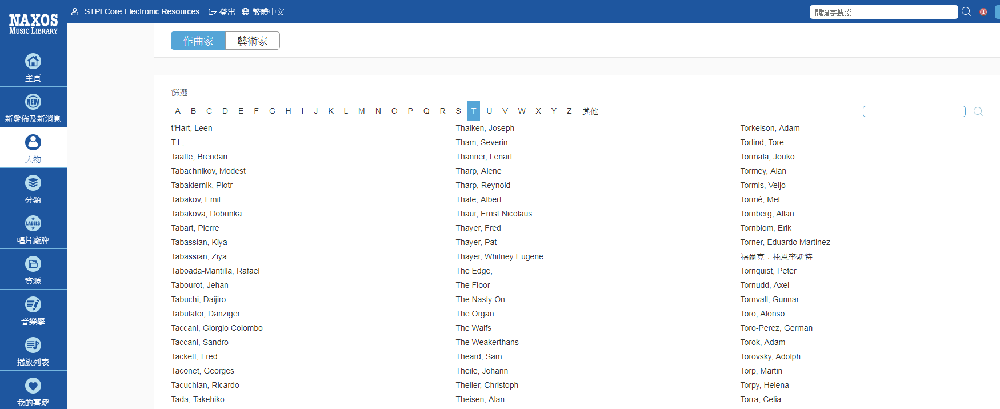 NAXOS
MUSIC LIBRARY
STPI Core Electronic Resources 登出 繁體中文
關鍵字搜索
主頁
新發佈及新消息
人物
分類
唱片廠牌
資源
音樂學
播放列表
我的喜愛
NEW
LABELS
作曲家 藝術家
篩選
A B C D E F G H I J K L M N O P Q R S T U V W X Y Z 其他
t'Hart, Leen
T.I.,
Taaffe, Brendan
Tabachnikov, Modest
Tabakiernik, Piotr
Tabakov, Emil
Tabakova, Dobrinka
Tabart, Pierre
Tabassian, Kiya
Tabassian, Ziya
Taboada-Mantilla, Rafael
Tabourot, Jehan
Tabuchi, Daijiro
Tabulator, Danziger
Taccani, Giorgio Colombo
Taccani, Sandro
Tackett, Fred
Taconet, Georges
Tacuchian, Ricardo
Tada, Takehiko
Thalken, Joseph
Tham, Severin
Thanner, Lenart
Tharp, Alene
Tharp, Reynold
Thate, Albert
Thaur, Ernst Nicolaus
Thayer, Fred
Thayer, Pat
Thayer, Whitney Eugene
The Edge,
The Floor
The Nasty On
The Organ
The Waifs
The Weakerthans
Theard, Sam
Theile, Johann
Theiler, Christoph
Theisen, Alan
Torkelson, Adam
Torlind, Tore
Tormala, Jouko
Tormey, Alan
Tormis, Veljo
Tormé, Mel
Tornberg, Allan
Tornblom, Erik
Torner, Eduardo Martinez
福爾克．托恩奎斯特
Tornquist, Peter
Tornudd, Axel
Tornvall, Gunnar
Toro, Alonso
Toro-Perez, German
Torok, Adam
Torovsky, Adolph
Torp, Martin
Torpy, Helena
Torra, Celia